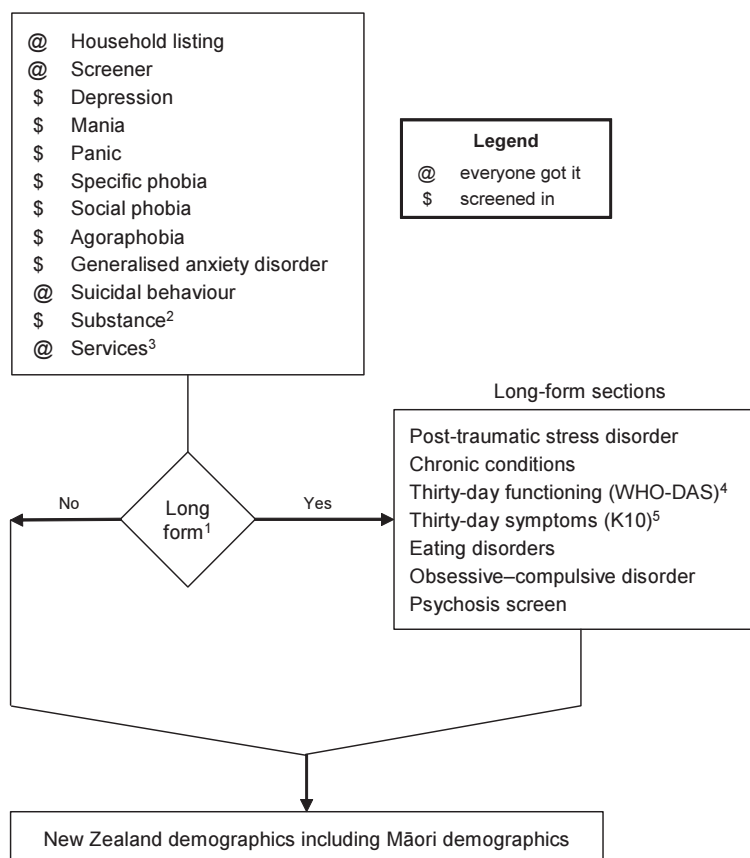 @ Household listing
@ Screener
$ Depression
$ Mania
$ Panic
$ Specific phobia
$ Social phobia
$ Agoraphobia
$ Generalised anxiety disorder
@ Suicidal behaviour
$ Substance²
@ Services³
Legend
@ everyone got it
$ screened in
Long-form sections
Post-traumatic stress disorder
Chronic conditions
Thirty-day functioning (WHO-DAS)⁴
Thirty-day symptoms (K10)⁵
Eating disorders
Obsessive–compulsive disorder
Psychosis screen
No
Long
form¹
Yes
New Zealand demographics including Māori demographics